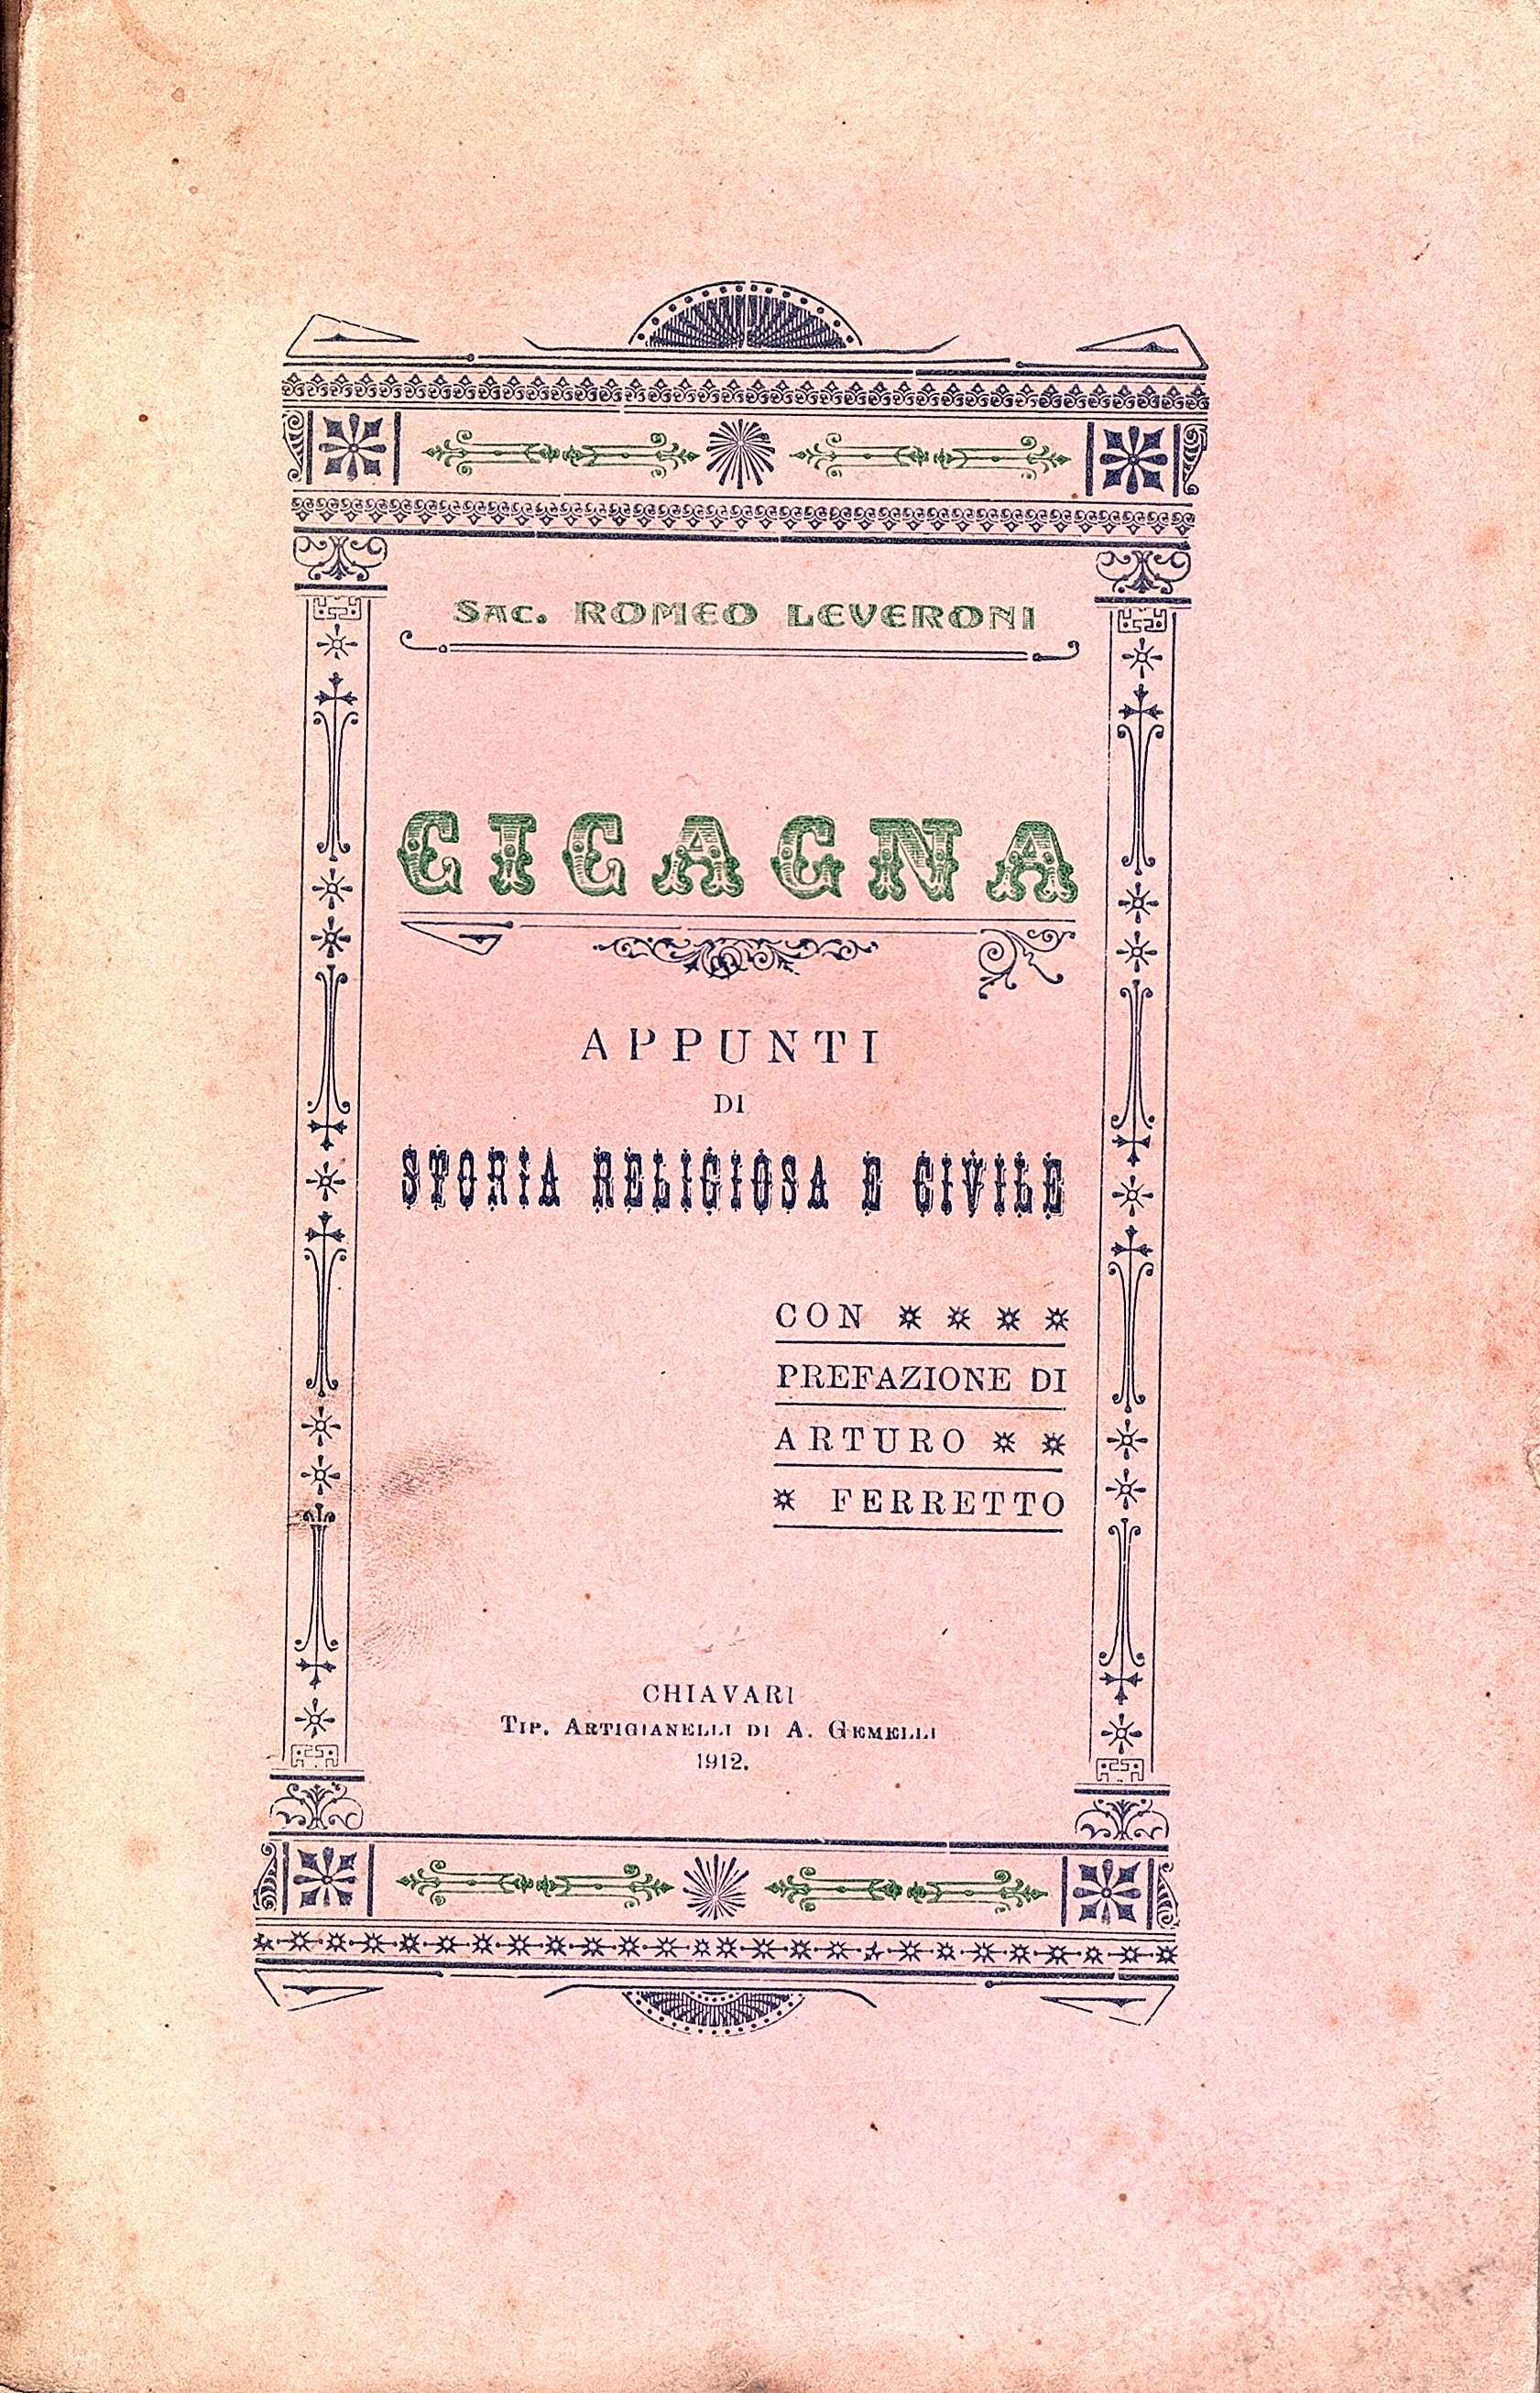 Sac. ROMEO LEVERONI
CICAGNA
APPUNTI
DI
STORIA RELIGIOSA E CIVILE
CON
PREFAZIONE DI
ARTURO
FERRETTO
CHIAVARI
Tip. Artigianelli di A. Gemelli
1912.